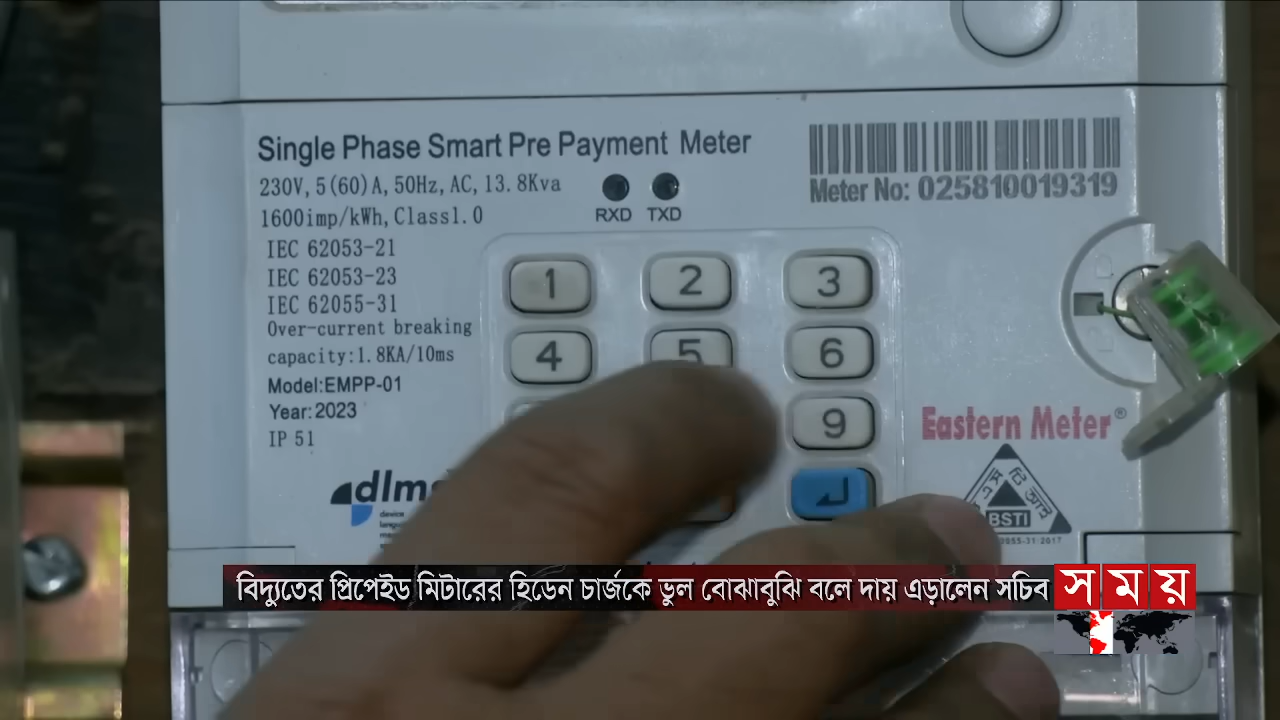 Single Phase Smart Pre Payment Meter
230V, 5(60)A, 50Hz, AC, 13.8Kva
1600imp/kWh, Class1.0
RXD TXD
Meter No: 025810019319
IEC 62053-21
IEC 62053-23
IEC 62055-31
Over-current breaking
capacity:1.8KA/10ms
Model:EMPP-01
Year: 2023
IP 51
1 2 3
4 5 6
9
Eastern Meter®
BSTI
device
বিদ্যুতের প্রিপেইড মিটারের হিডেন চার্জকে ভুল বোঝাবুঝি বলে দায় এড়ালেন সচিব
সময়